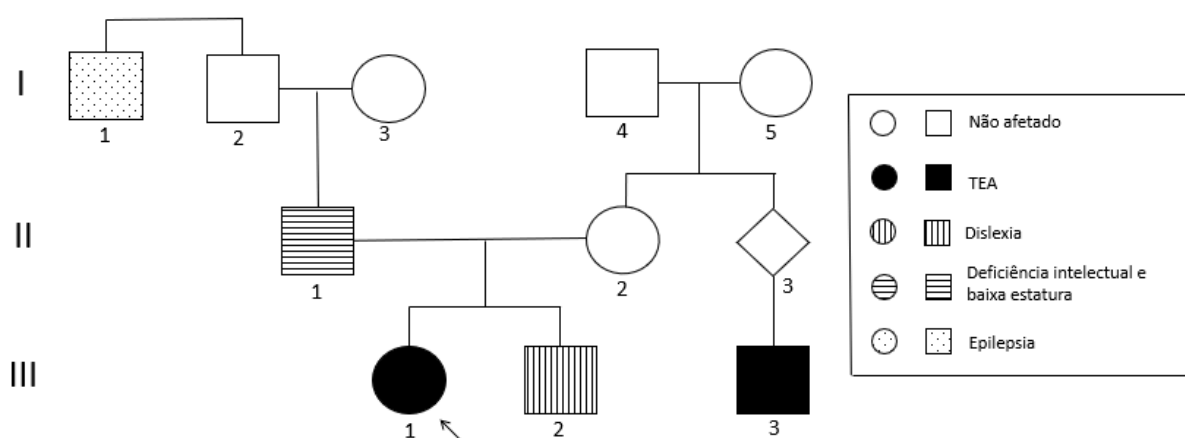 I
1
2
3
4
5
II
1
2
3
III
1
2
3
Não afetado
TEA
Dislexia
Deficiência intelectual e
baixa estatura
Epilepsia